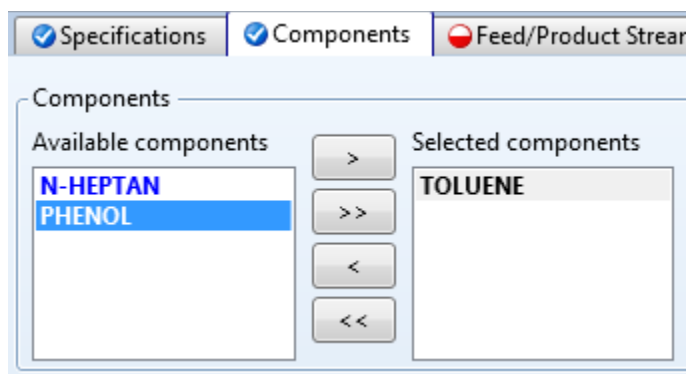 Specifications Components Feed/Product Strear
Components
Available components Selected components
N-HEPTAN TOLUENE
PHENOL
>
>>
<
<<